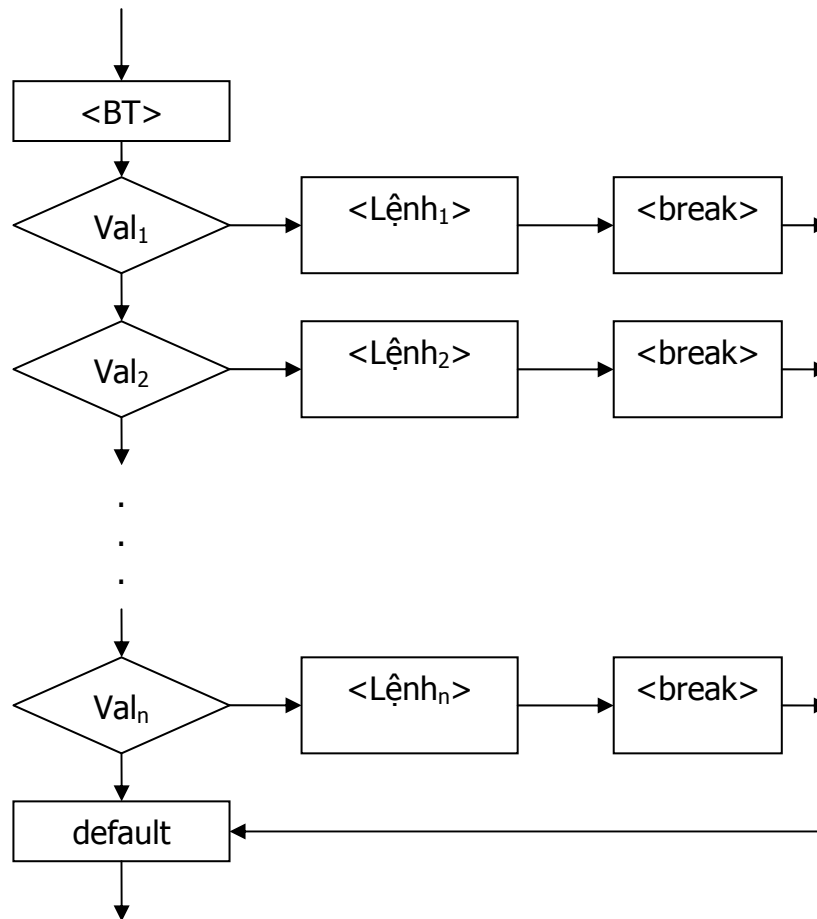 <BT>
Val₁ <Lệnh₁> <break>
Val₂ <Lệnh₂> <break>
.
.
.
Valₙ <Lệnhₙ> <break>
default